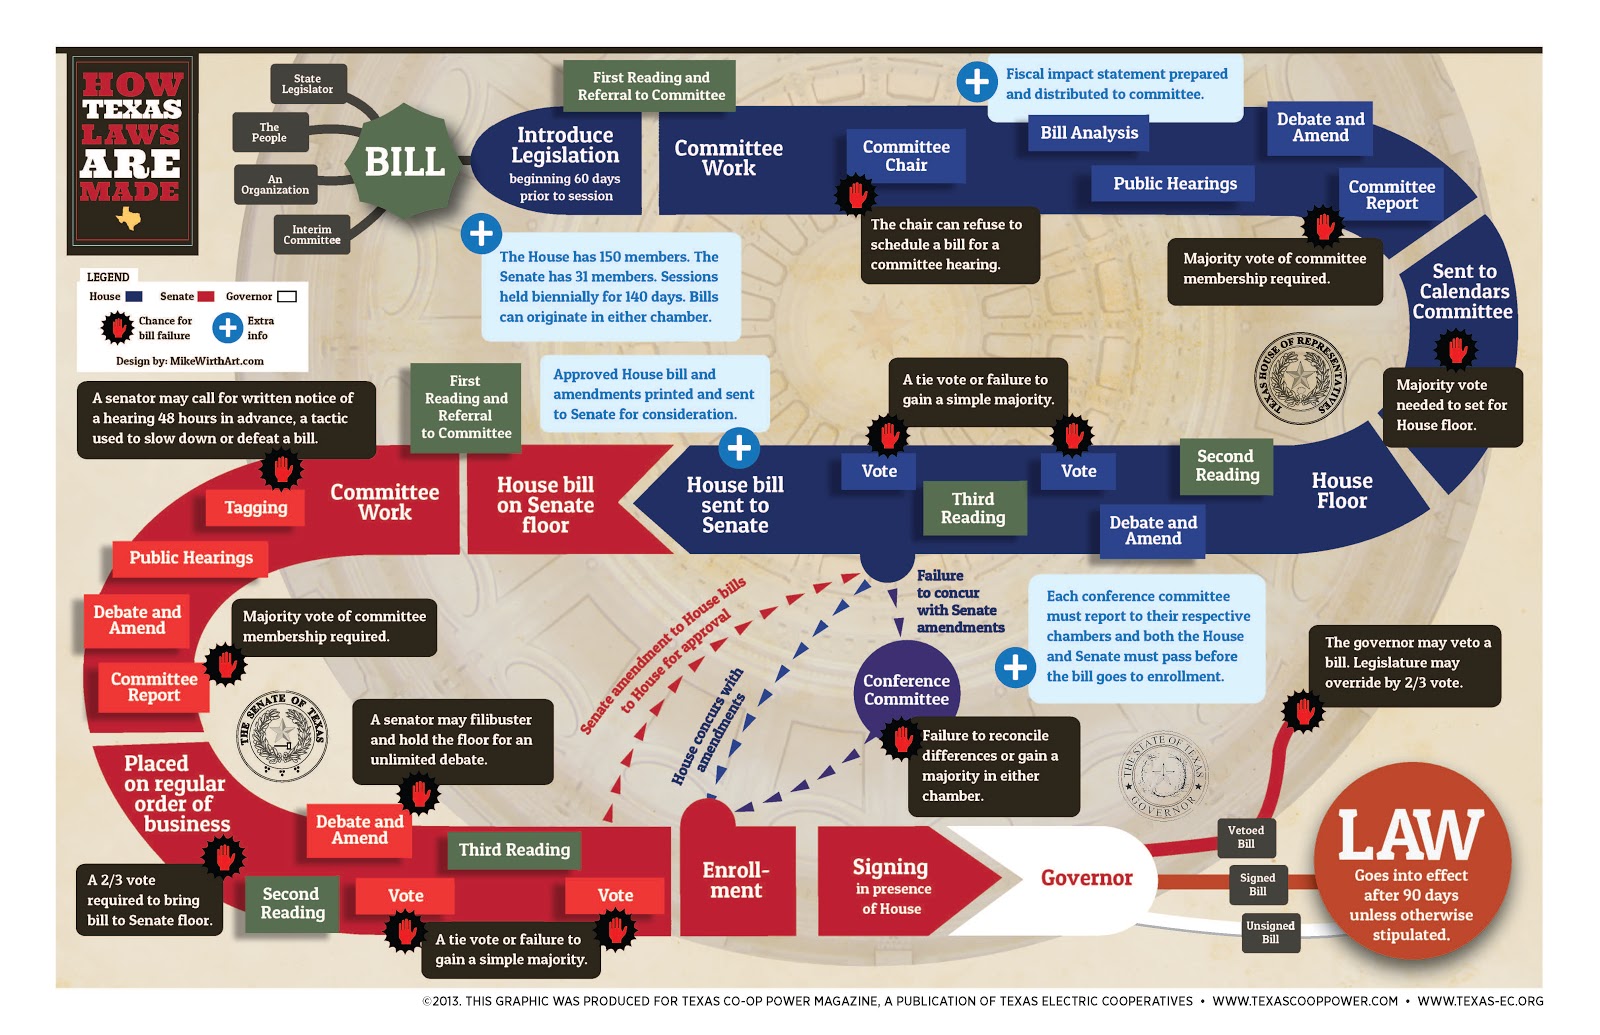 HOW
TEXAS
LAWS
ARE
MADE
LEGEND
House
Senate
Governor
Chance for
bill failure
Extra
info
Design by: MikeWirthArt.com
State
Legislator
The
People
An
Organization
Interim
Committee
BILL
Introduce
Legislation
beginning 60 days
prior to session
First Reading and
Referral to Committee
The House has 150 members. The
Senate has 31 members. Sessions
held biennially for 140 days. Bills
can originate in either chamber.
Committee
Work
Committee
Chair
The chair can refuse to
schedule a bill for a
committee hearing.
Fiscal impact statement prepared
and distributed to committee.
Bill Analysis
Public Hearings
Debate and
Amend
Committee
Report
Majority vote of committee
membership required.
Sent to
Calendars
Committee
Majority vote
needed to set for
House floor.
TEXAS HOUSE OF REPRESENTATIVES
House
Floor
Second
Reading
Debate and
Amend
Vote
Third
Reading
Vote
A tie vote or failure to
gain a simple majority.
House bill
sent to
Senate
Approved House bill and
amendments printed and sent
to Senate for consideration.
House bill
on Senate
floor
First
Reading and
Referral
to Committee
Committee
Work
A senator may call for written notice of
a hearing 48 hours in advance, a tactic
used to slow down or defeat a bill.
Tagging
Public Hearings
Debate and
Amend
Committee
Report
Majority vote of committee
membership required.
THE SENATE OF TEXAS
Placed
on regular
order of
business
A 2/3 vote
required to bring
bill to Senate floor.
Second
Reading
Debate and
Amend
A senator may filibuster
and hold the floor for an
unlimited debate.
Vote
Third Reading
Vote
A tie vote or failure to
gain a simple majority.
Senate amendment to House bills
to House for approval
House concurs with
amendments
Failure
to concur
with Senate
amendments
Conference
Committee
Failure to reconcile
differences or gain a
majority in either
chamber.
Each conference committee
must report to their respective
chambers and both the House
and Senate must pass before
the bill goes to enrollment.
Enroll-
ment
Signing
in presence
of House
Governor
THE STATE OF TEXAS
GOVERNOR
The governor may veto a
bill. Legislature may
override by 2/3 vote.
Vetoed
Bill
Signed
Bill
Unsigned
Bill
LAW
Goes into effect
after 90 days
unless otherwise
stipulated.
©2013. THIS GRAPHIC WAS PRODUCED FOR TEXAS CO-OP POWER MAGAZINE, A PUBLICATION OF TEXAS ELECTRIC COOPERATIVES • WWW.TEXASCOOPPOWER.COM • WWW.TEXAS-EC.ORG